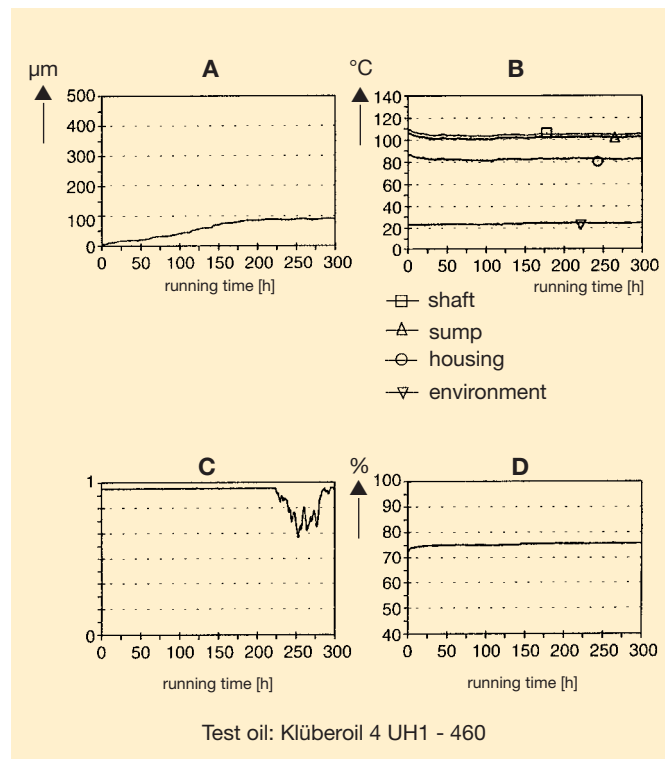 µm
A
500
400
300
200
100
0
0 50 100 150 200 250 300
running time [h]
°C
B
140
120
100
80
60
40
20
0
0 50 100 150 200 250 300
running time [h]
shaft
sump
housing
environment
C
1
0
0 50 100 150 200 250 300
running time [h]
%
D
100
90
80
70
60
50
40
0 50 100 150 200 250 300
running time [h]
Test oil: Klüberoil 4 UH1 - 460